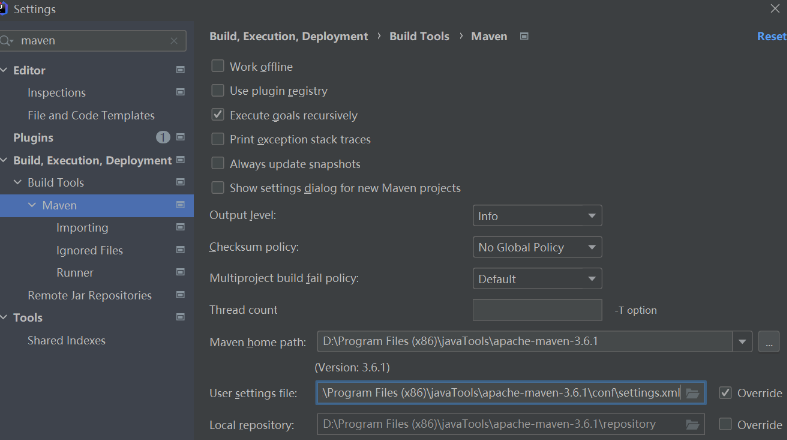 Settings
maven
Editor
Inspections
File and Code Templates
Plugins 1
Build, Execution, Deployment
Build Tools
Maven
Importing
Ignored Files
Runner
Remote Jar Repositories
Tools
Shared Indexes
Build, Execution, Deployment › Build Tools › Maven
Reset
Work offline
Use plugin registry
Execute goals recursively
Print exception stack traces
Always update snapshots
Show settings dialog for new Maven projects
Output level: Info
Checksum policy: No Global Policy
Multiproject build fail policy: Default
Thread count -T option
Maven home path: D:\Program Files (x86)\javaTools\apache-maven-3.6.1 ...
(Version: 3.6.1)
User settings file: \Program Files (x86)\javaTools\apache-maven-3.6.1\conf\settings.xml Override
Local repository: D:\Program Files (x86)\javaTools\apache-maven-3.6.1\repository Override